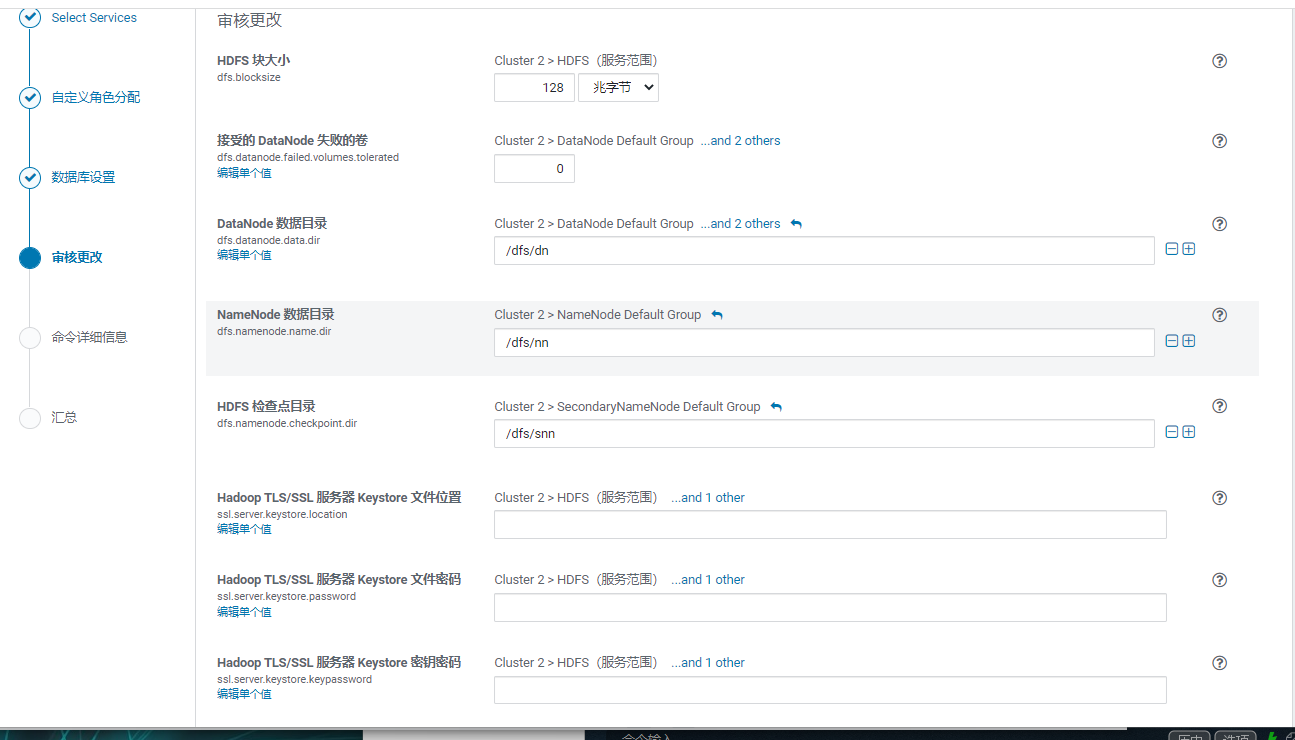 Select Services
自定义角色分配
数据库设置
审核更改
命令详细信息
汇总
审核更改
HDFS 块大小
dfs.blocksize
Cluster 2 > HDFS（服务范围）
128 兆字节
接受的 DataNode 失败的卷
dfs.datanode.failed.volumes.tolerated
编辑单个值
Cluster 2 > DataNode Default Group ...and 2 others
0
DataNode 数据目录
dfs.datanode.data.dir
编辑单个值
Cluster 2 > DataNode Default Group ...and 2 others
/dfs/dn
NameNode 数据目录
dfs.namenode.name.dir
Cluster 2 > NameNode Default Group
/dfs/nn
HDFS 检查点目录
dfs.namenode.checkpoint.dir
Cluster 2 > SecondaryNameNode Default Group
/dfs/snn
Hadoop TLS/SSL 服务器 Keystore 文件位置
ssl.server.keystore.location
编辑单个值
Cluster 2 > HDFS（服务范围） ...and 1 other
Hadoop TLS/SSL 服务器 Keystore 文件密码
ssl.server.keystore.password
编辑单个值
Cluster 2 > HDFS（服务范围） ...and 1 other
Hadoop TLS/SSL 服务器 Keystore 密钥密码
ssl.server.keystore.keypassword
编辑单个值
Cluster 2 > HDFS（服务范围） ...and 1 other